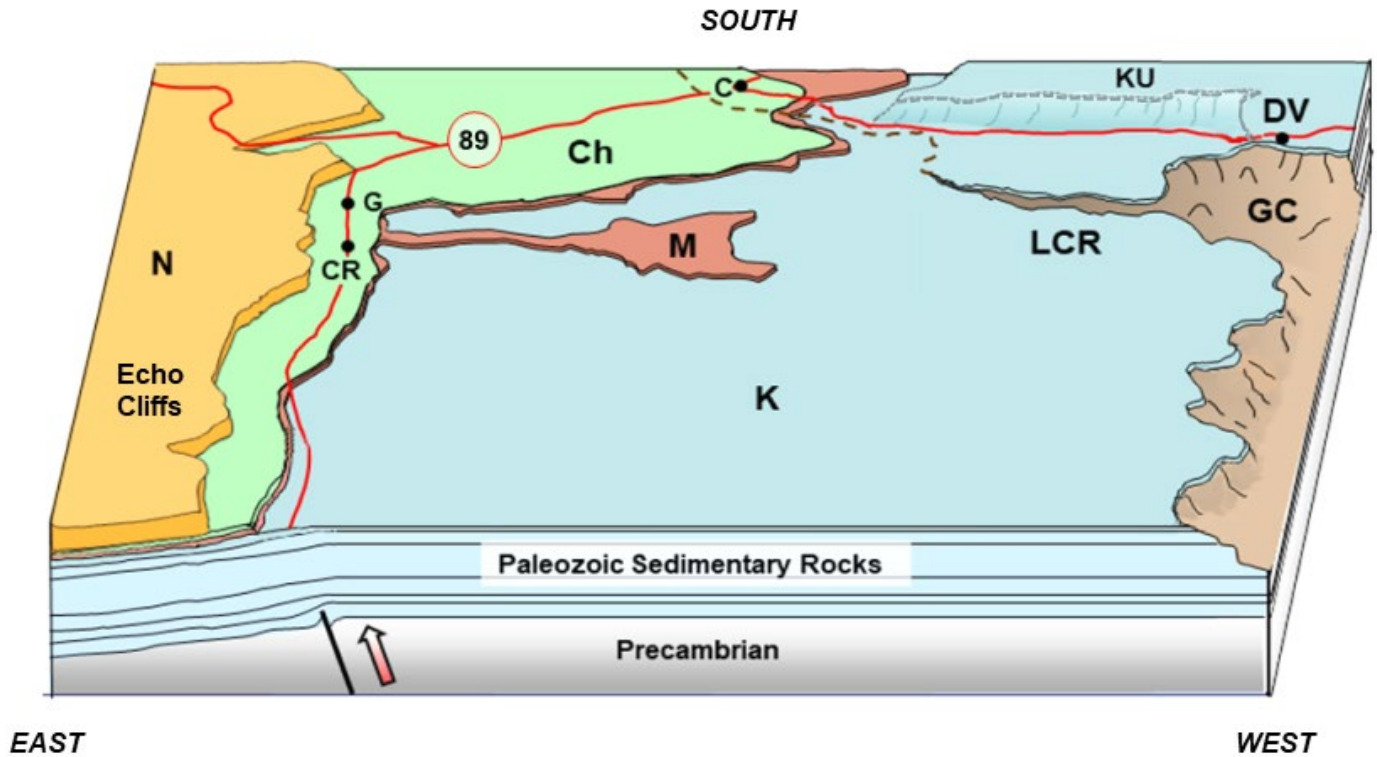 SOUTH
KU
C
DV
89
Ch
G
GC
M
LCR
N
CR
Echo
Cliffs
K
Paleozoic Sedimentary Rocks
Precambrian
EAST
WEST